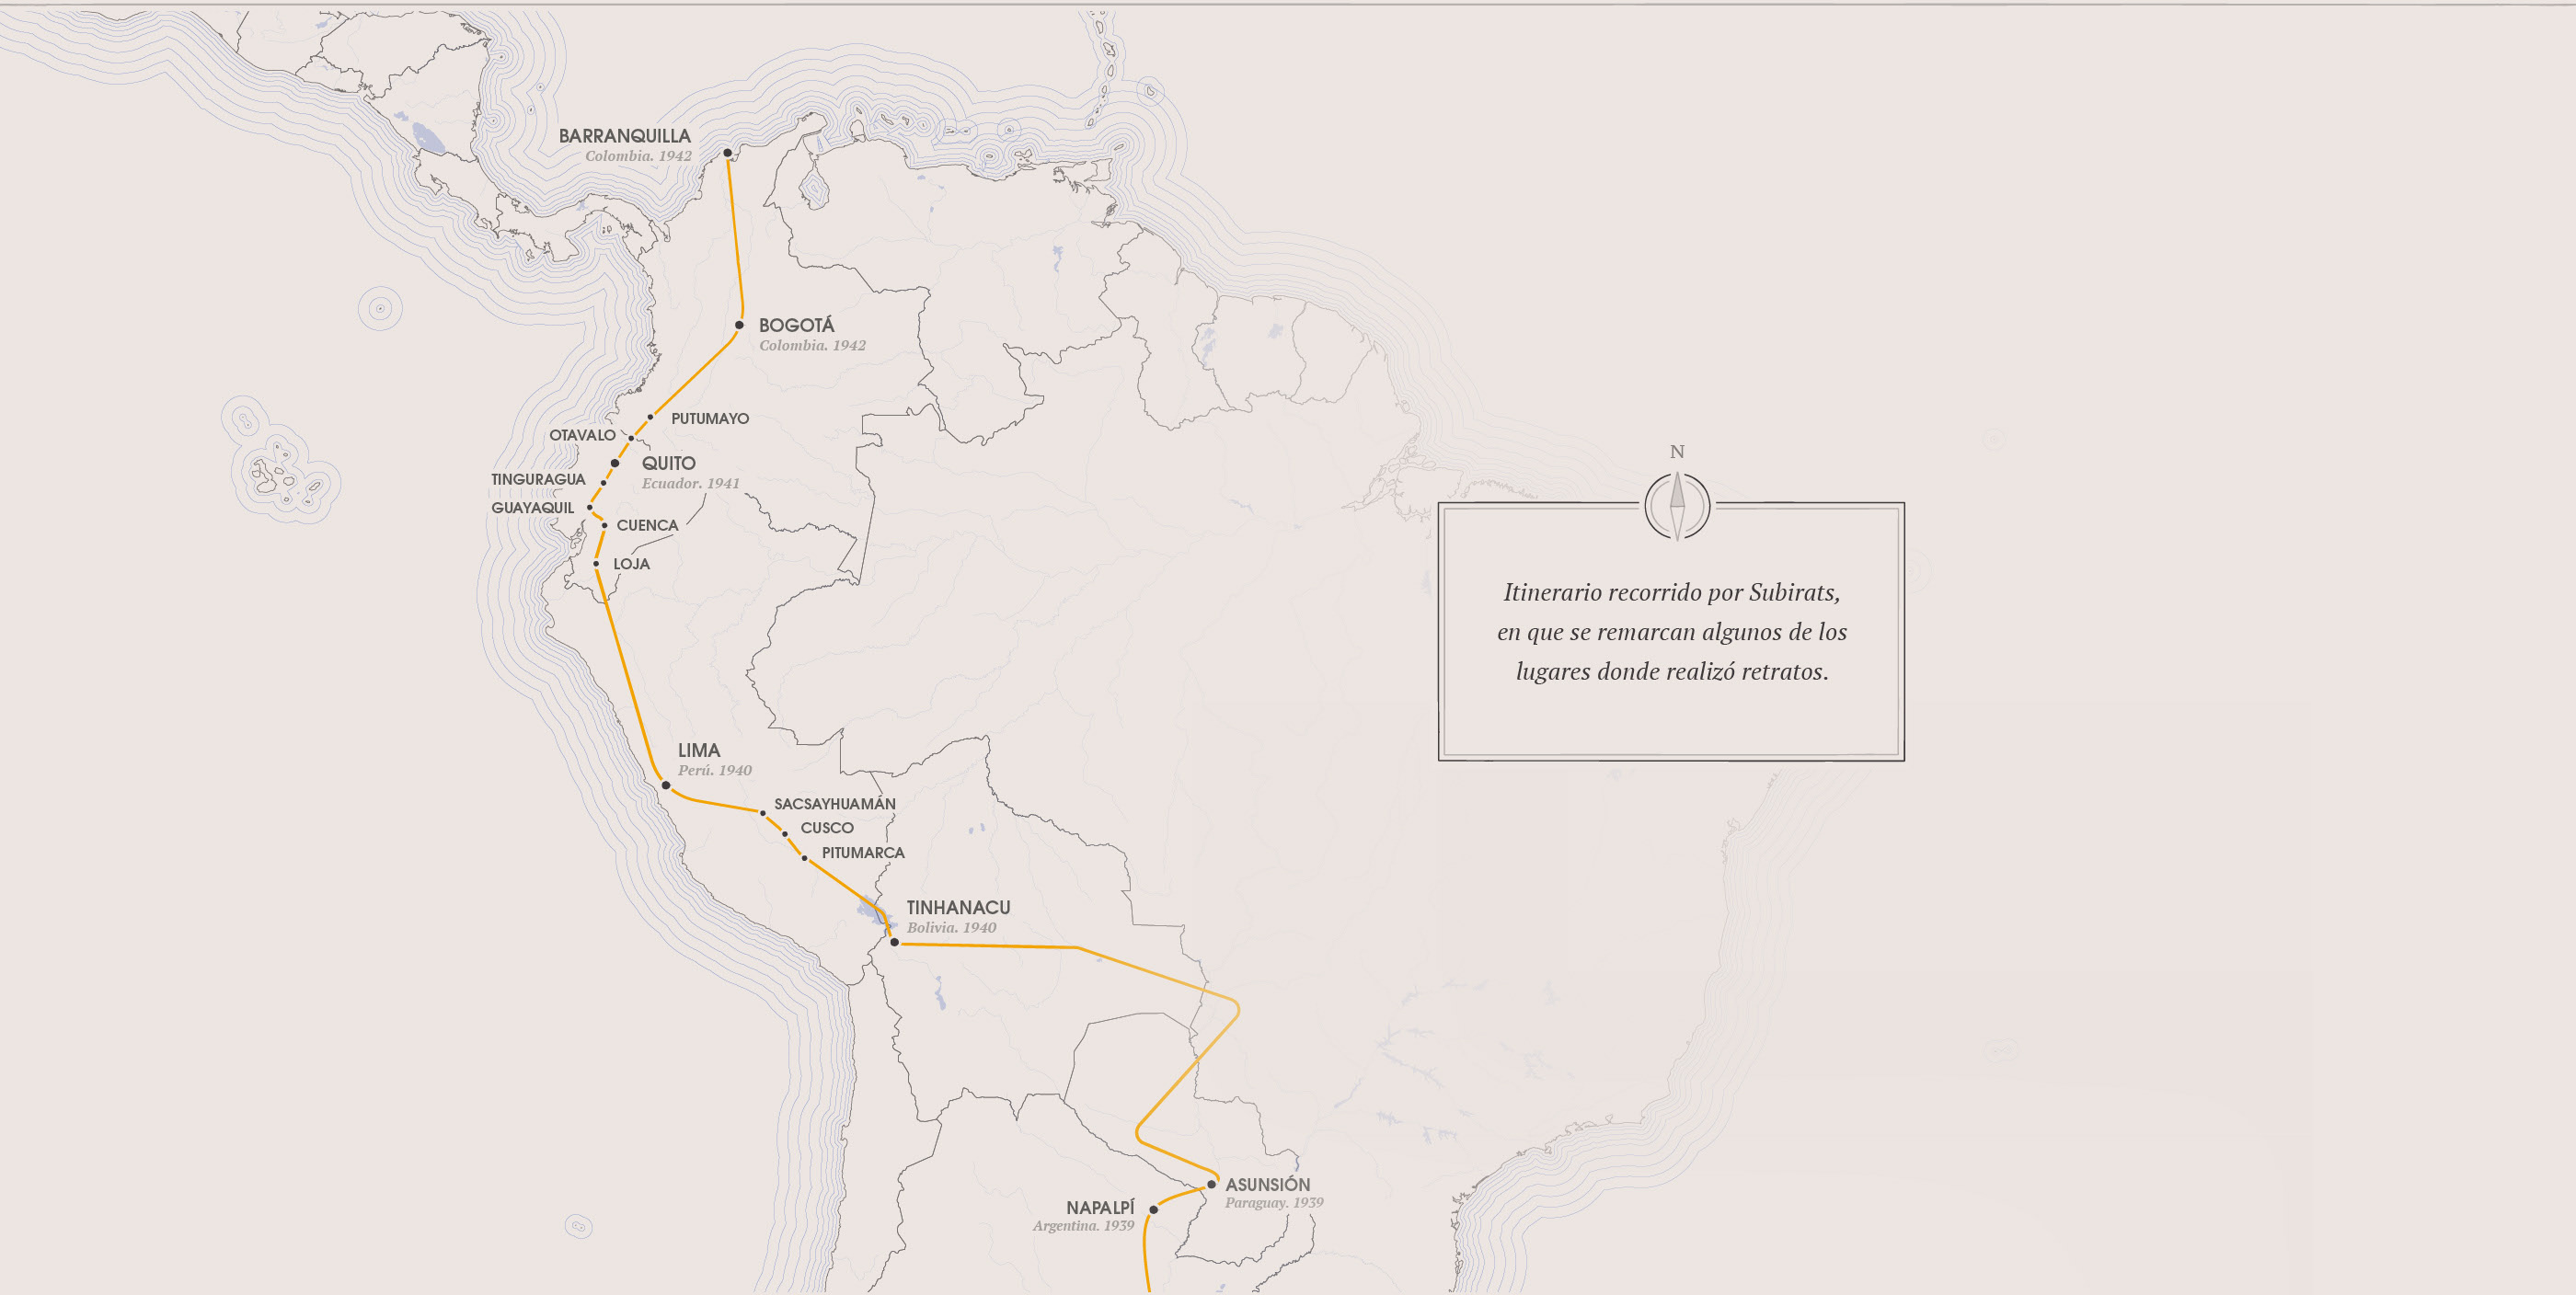 BARRANQUILLA
Colombia. 1942
BOGOTÁ
Colombia. 1942
PUTUMAYO
OTAVALO
QUITO
Ecuador. 1941
TINGURAGUA
GUAYAQUIL
CUENCA
LOJA
N
Itinerario recorrido por Subirats,
en que se remarcan algunos de los
lugares donde realizó retratos.
LIMA
Perú. 1940
SACSAYHUAMÁN
CUSCO
PITUMARCA
TINHANACU
Bolivia. 1940
ASUNSIÓN
Paraguay. 1939
NAPALPÍ
Argentina. 1939